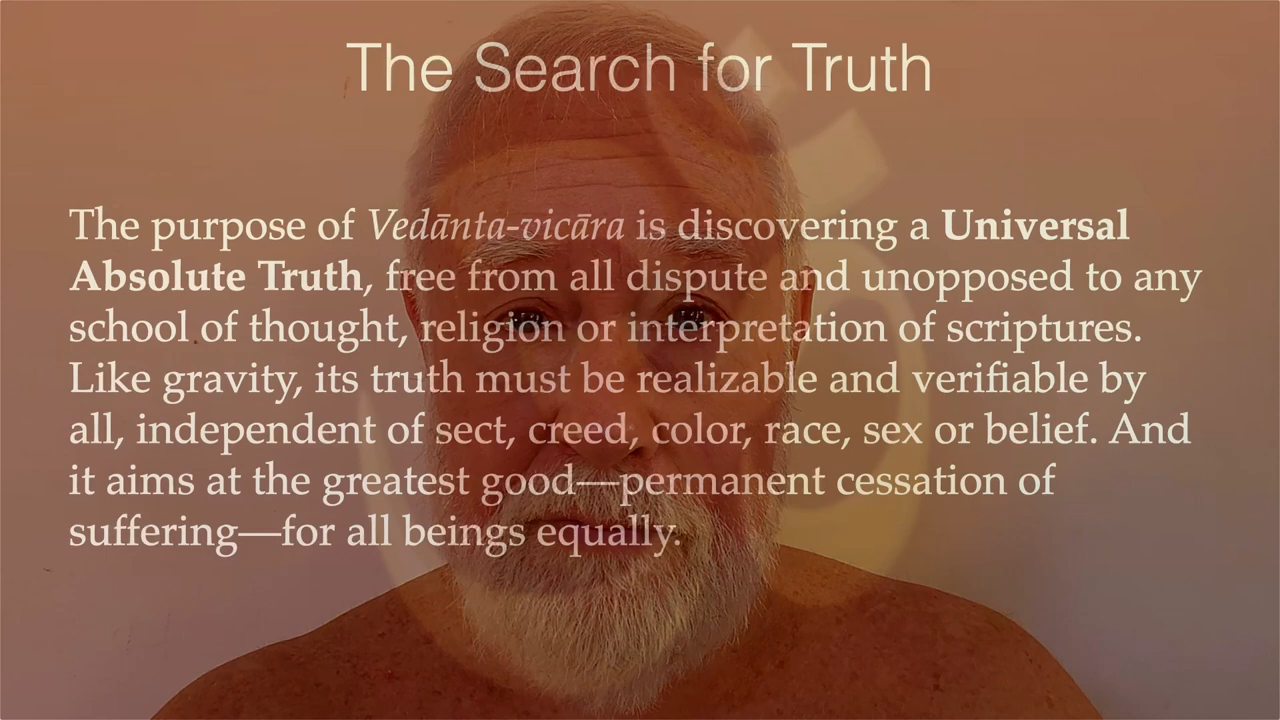 The Search for Truth
The purpose of Vedānta-vicāra is discovering a Universal
Absolute Truth, free from all dispute and unopposed to any
school of thought, religion or interpretation of scriptures.
Like gravity, its truth must be realizable and verifiable by
all, independent of sect, creed, color, race, sex or belief. And
it aims at the greatest good—permanent cessation of
suffering—for all beings equally.